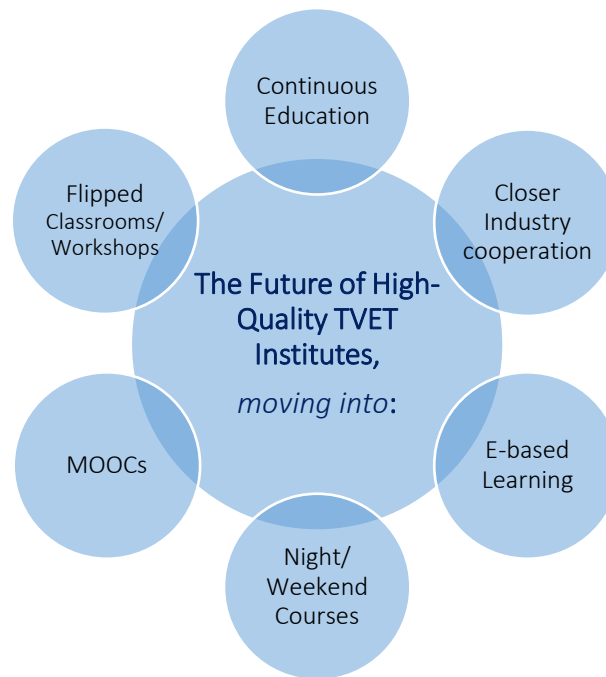 Continuous
Education
Flipped
Classrooms/
Workshops
Closer
Industry
cooperation
The Future of High-
Quality TVET
Institutes,
moving into:
MOOCs
E-based
Learning
Night/
Weekend
Courses